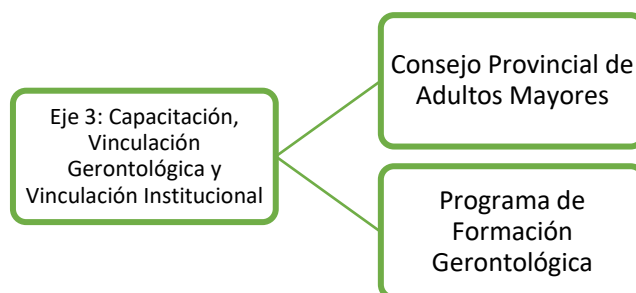 Eje 3: Capacitación,
Vinculación
Gerontológica y
Vinculación Institucional
Consejo Provincial de
Adultos Mayores
Programa de
Formación
Gerontológica